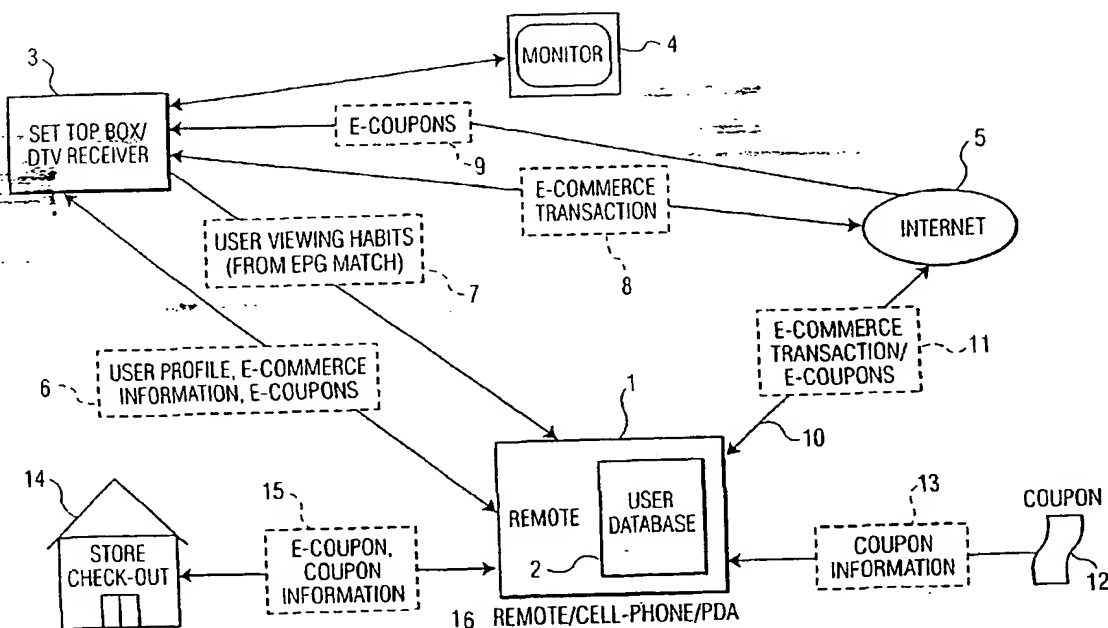 3
MONITOR
4
SET TOP BOX/
DTV RECEIVER
E-COUPONS
9
5
E-COMMERCE
TRANSACTION
8
INTERNET
USER VIEWING HABITS
(FROM EPG MATCH)
7
E-COMMERCE
TRANSACTION/
E-COUPONS
11
6
USER PROFILE, E-COMMERCE
INFORMATION, E-COUPONS
1
10
14
STORE
CHECK-OUT
15
E-COUPON,
COUPON
INFORMATION
REMOTE
USER
DATABASE
2
13
COUPON
INFORMATION
COUPON
12
16 REMOTE/CELL-PHONE/PDA